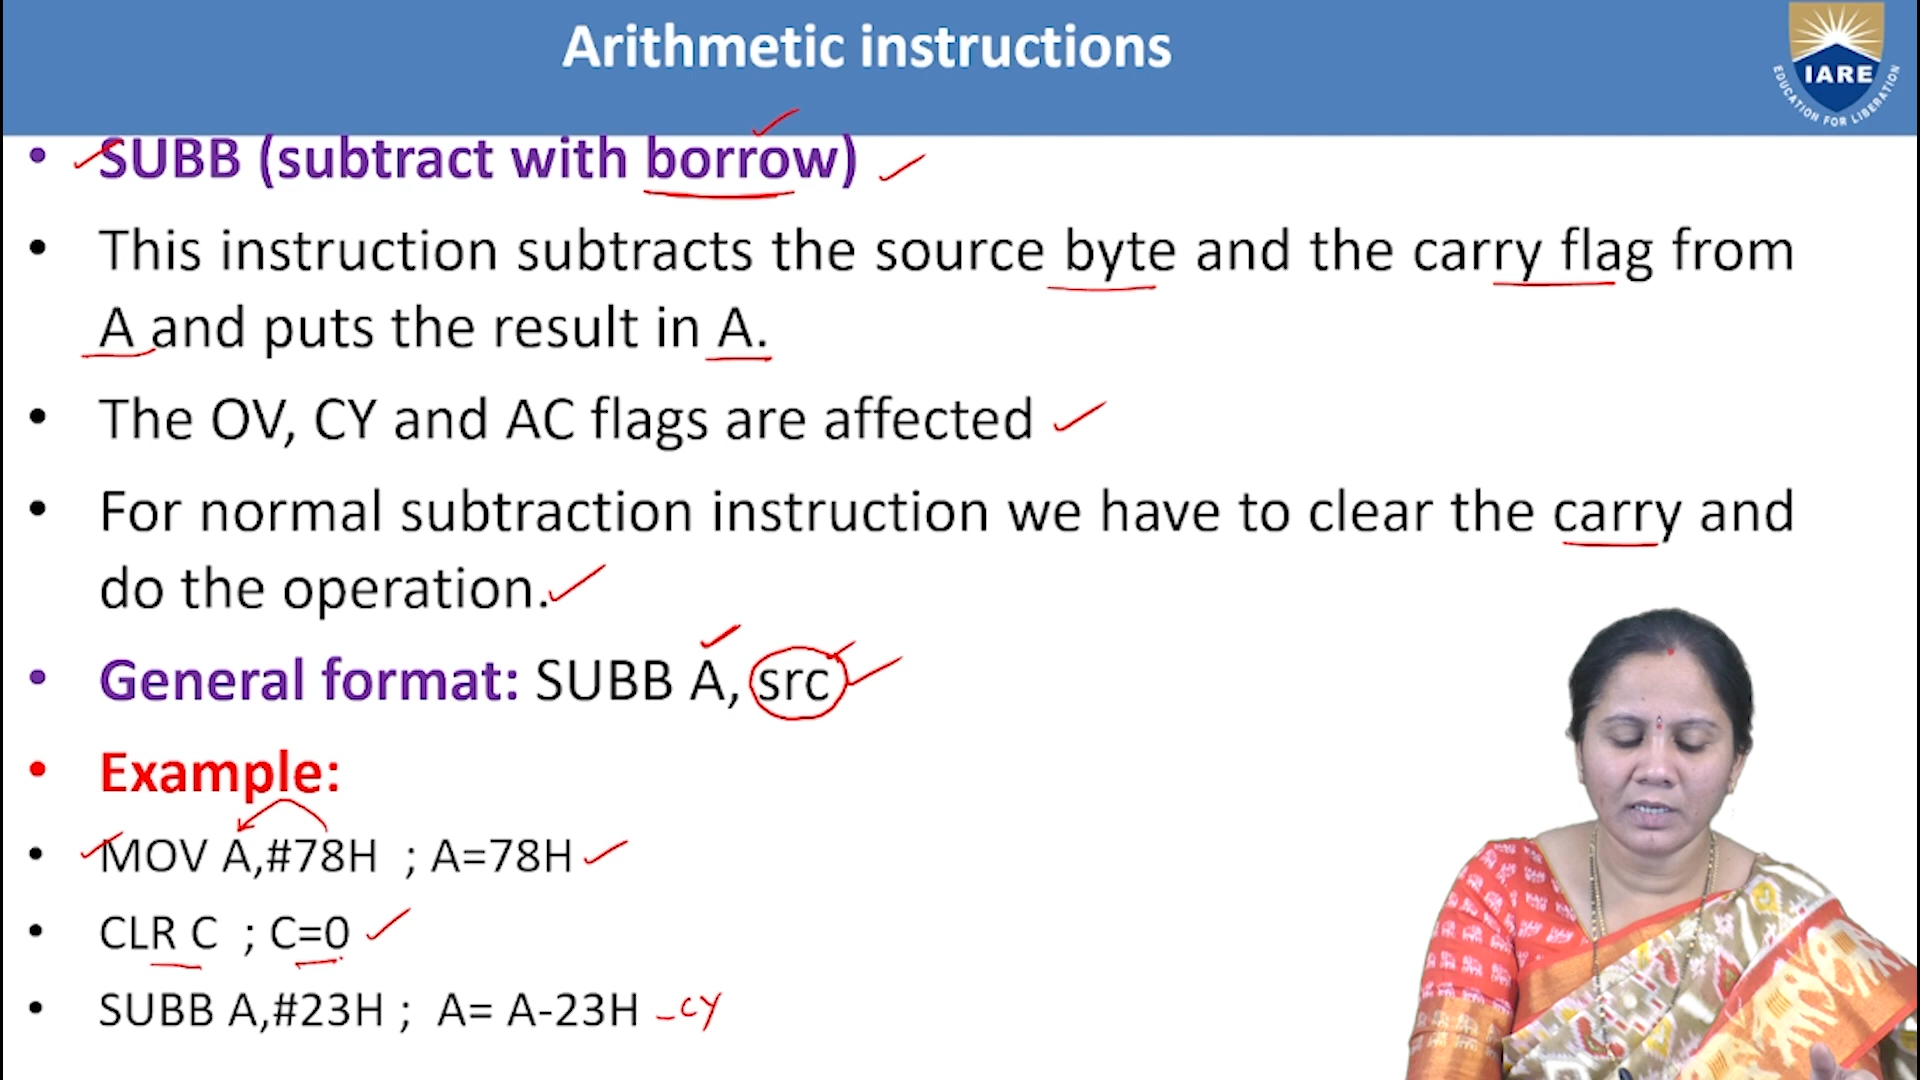 Arithmetic instructions
IARE
EDUCATION FOR LIBERATION
• SUBB (subtract with borrow)
• This instruction subtracts the source byte and the carry flag from
A and puts the result in A.
• The OV, CY and AC flags are affected
• For normal subtraction instruction we have to clear the carry and
do the operation.
• General format: SUBB A, src
• Example:
• MOV A,#78H ; A=78H
• CLR C ; C=0
• SUBB A,#23H ; A= A-23H -CY